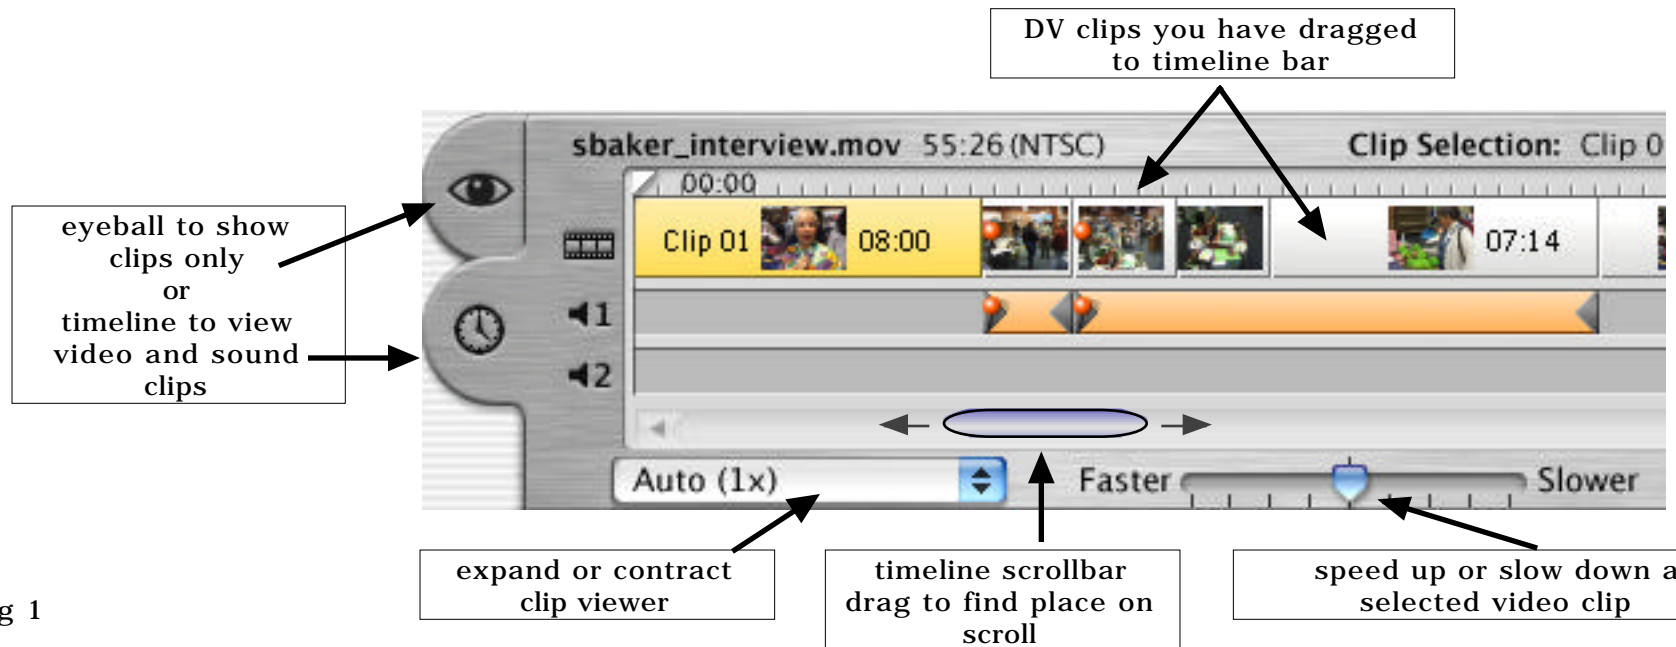 DV clips you have dragged
to timeline bar
sbaker_interview.mov 55:26 (NTSC) Clip Selection: Clip 0
00:00
Clip 01 08:00 07:14
eyeball to show
clips only
or
timeline to view
video and sound
clips
1
2
Auto (1x) Faster Slower
expand or contract
clip viewer
timeline scrollbar
drag to find place on
scroll
speed up or slow down a
selected video clip
g 1